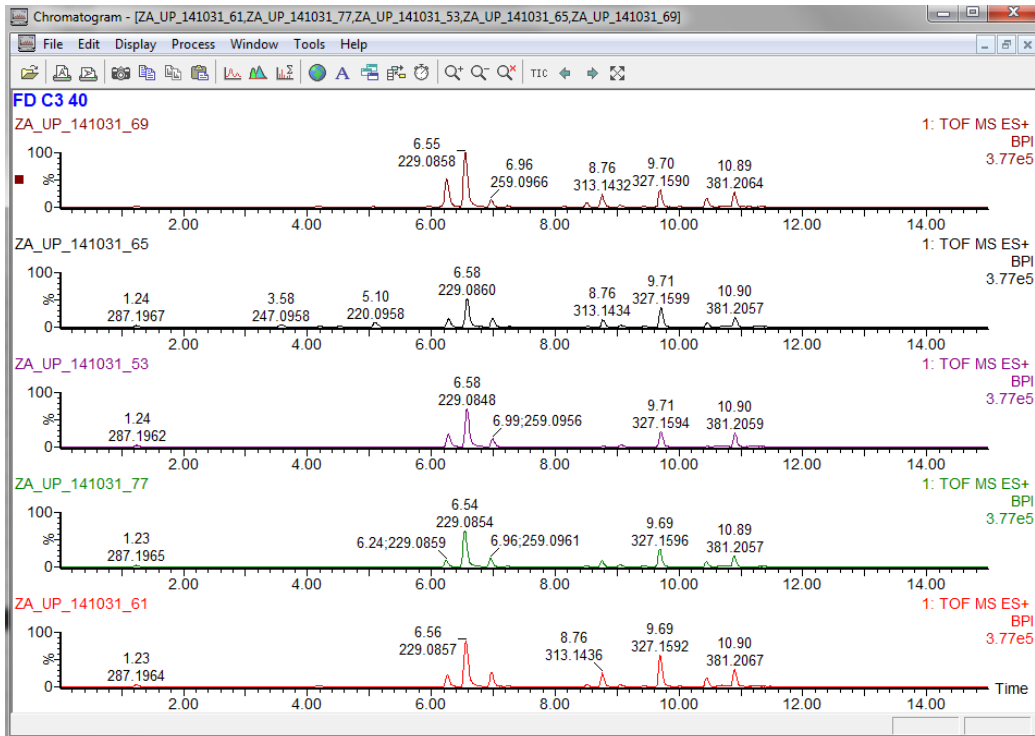 Chromatogram - [ZA_UP_141031_61,ZA_UP_141031_77,ZA_UP_141031_53,ZA_UP_141031_65,ZA_UP_141031_69]
File Edit Display Process Window Tools Help
A TIC
FD C3 40
ZA_UP_141031_69 1: TOF MS ES+
BPI
3.77e5
100
%
0
6.55
229.0858
6.96
259.0966
8.76
313.1432
9.70
327.1590
10.89
381.2064
2.00 4.00 6.00 8.00 10.00 12.00 14.00
ZA_UP_141031_65 1: TOF MS ES+
BPI
3.77e5
100
%
0
1.24
287.1967
3.58
247.0958
5.10
220.0958
6.58
229.0860
8.76
313.1434
9.71
327.1599
10.90
381.2057
2.00 4.00 6.00 8.00 10.00 12.00 14.00
ZA_UP_141031_53 1: TOF MS ES+
BPI
3.77e5
100
%
0
1.24
287.1962
6.58
229.0848
6.99;259.0956
9.71
327.1594
10.90
381.2059
2.00 4.00 6.00 8.00 10.00 12.00 14.00
ZA_UP_141031_77 1: TOF MS ES+
BPI
3.77e5
100
%
0
1.23
287.1965
6.24;229.0859
6.54
229.0854
6.96;259.0961
9.69
327.1596
10.89
381.2057
2.00 4.00 6.00 8.00 10.00 12.00 14.00
ZA_UP_141031_61 1: TOF MS ES+
BPI
3.77e5
100
%
0
1.23
287.1964
6.56
229.0857
8.76
313.1436
9.69
327.1592
10.90
381.2067
Time
2.00 4.00 6.00 8.00 10.00 12.00 14.00